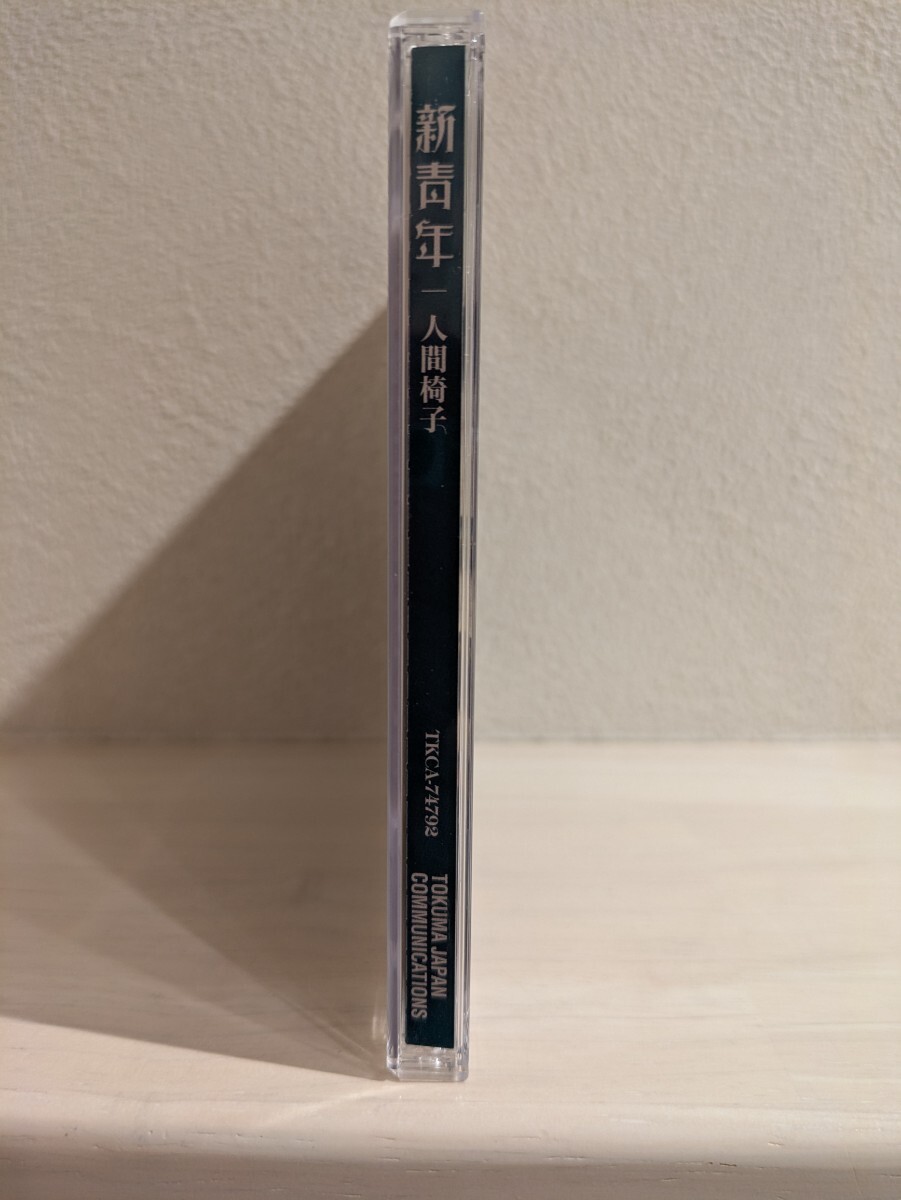 新青年
—
人間椅子
TKCA-74792
TOKUMA JAPAN
COMMUNICATIONS